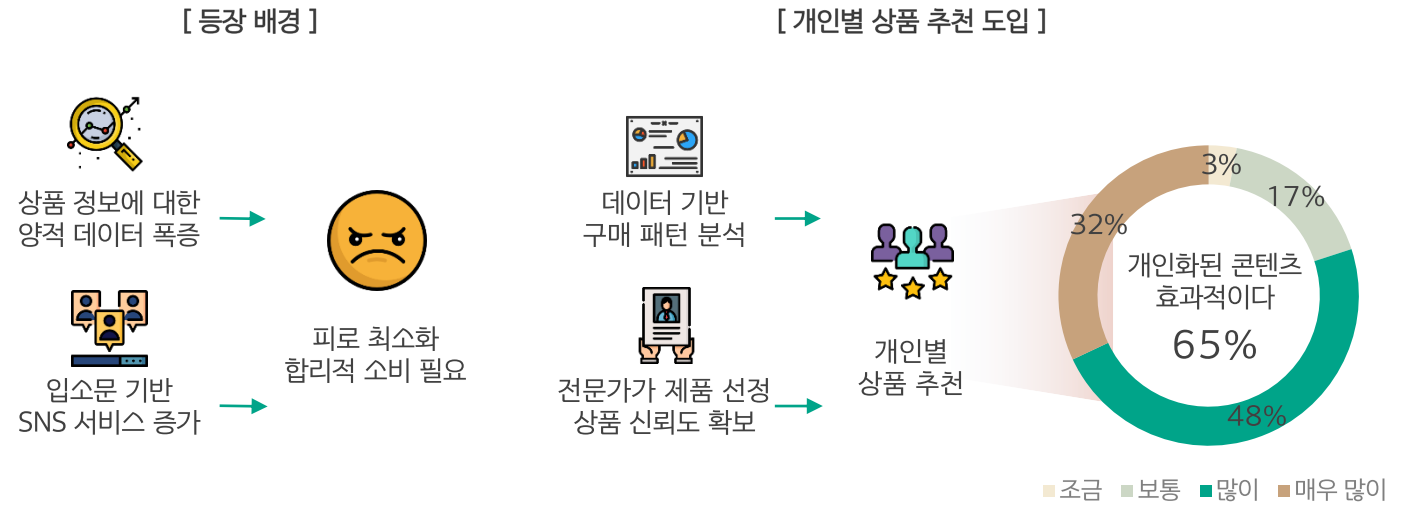 [ 등장 배경 ]
상품 정보에 대한
양적 데이터 폭증
입소문 기반
SNS 서비스 증가
피로 최소화
합리적 소비 필요
[ 개인별 상품 추천 도입 ]
데이터 기반
구매 패턴 분석
전문가가 제품 선정
상품 신뢰도 확보
개인별
상품 추천
3%
17%
32%
48%
개인화된 콘텐츠
효과적이다
65%
조금 보통 많이 매우 많이